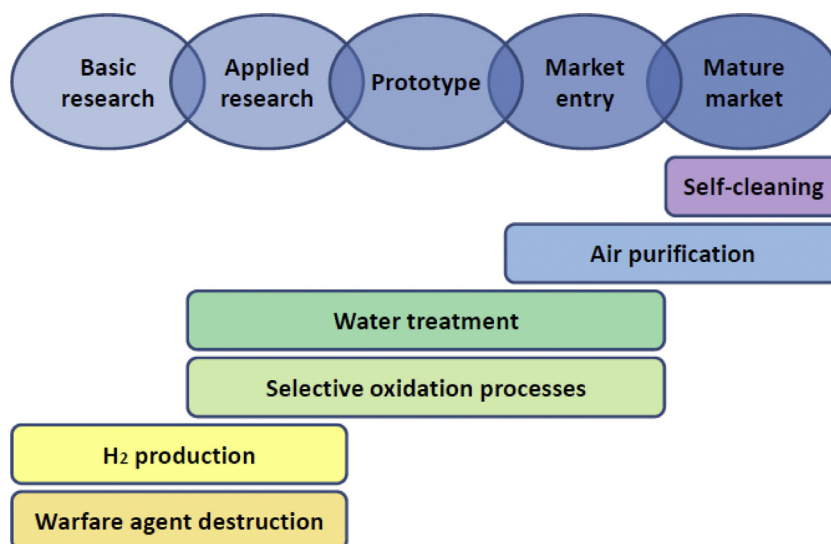 Basic
research
Applied
research
Prototype
Market
entry
Mature
market
Self-cleaning
Air purification
Water treatment
Selective oxidation processes
H₂ production
Warfare agent destruction